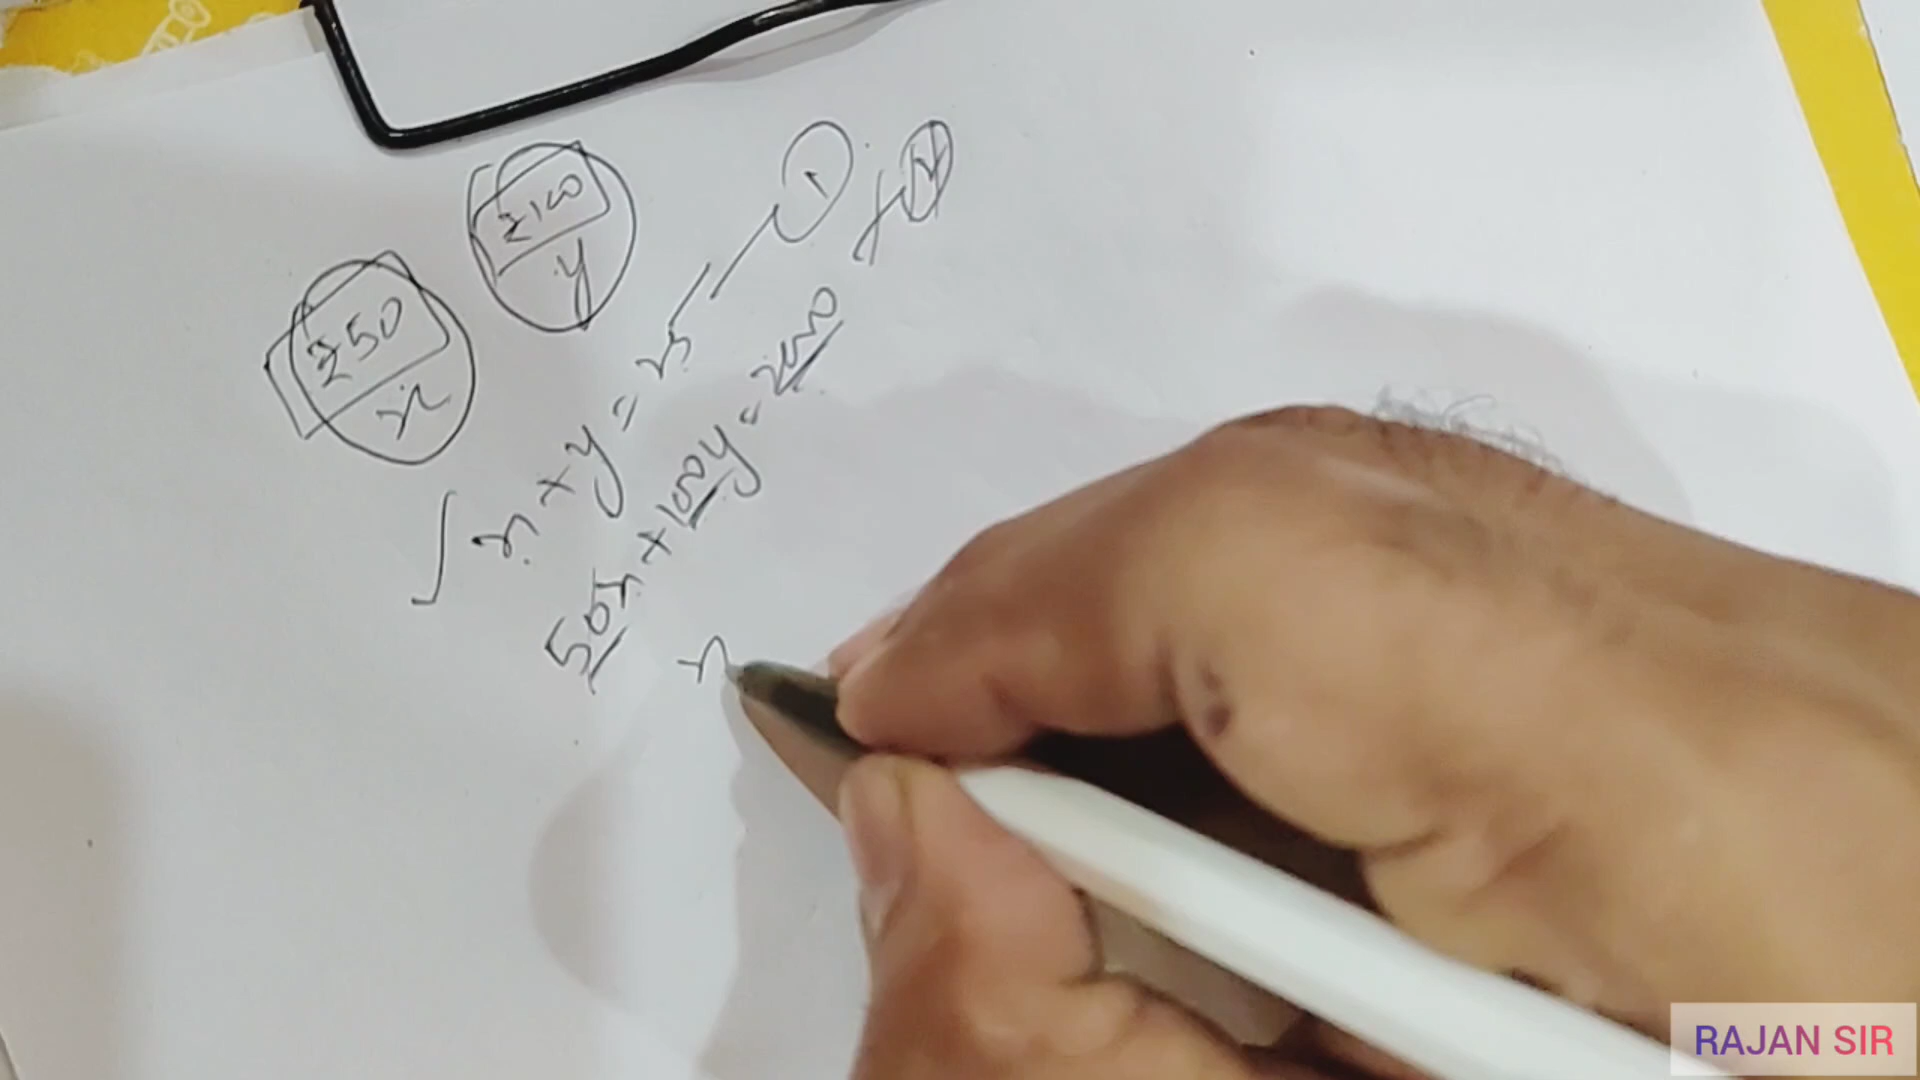 ₹50
x
₹100
y
x + y = 25 — 1
50x + 100y = 2000
x
RAJAN SIR